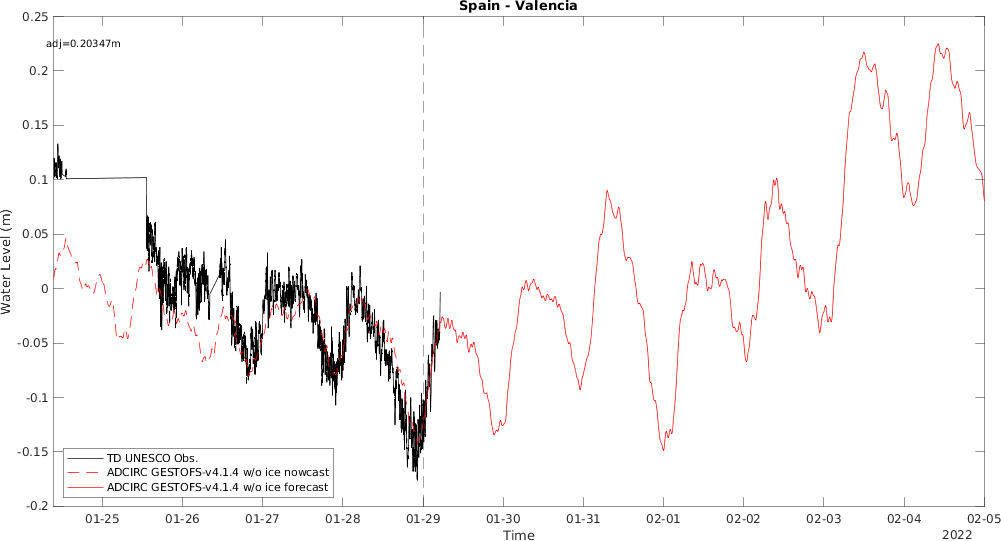 Spain - Valencia
adj=0.20347m
0.25
0.2
0.15
0.1
0.05
0
-0.05
-0.1
-0.15
-0.2
Water Level (m)
TD UNESCO Obs.
ADCIRC GESTOFS-v4.1.4 w/o ice nowcast
ADCIRC GESTOFS-v4.1.4 w/o ice forecast
01-25 01-26 01-27 01-28 01-29 01-30 01-31 02-01 02-02 02-03 02-04 02-05
Time
2022